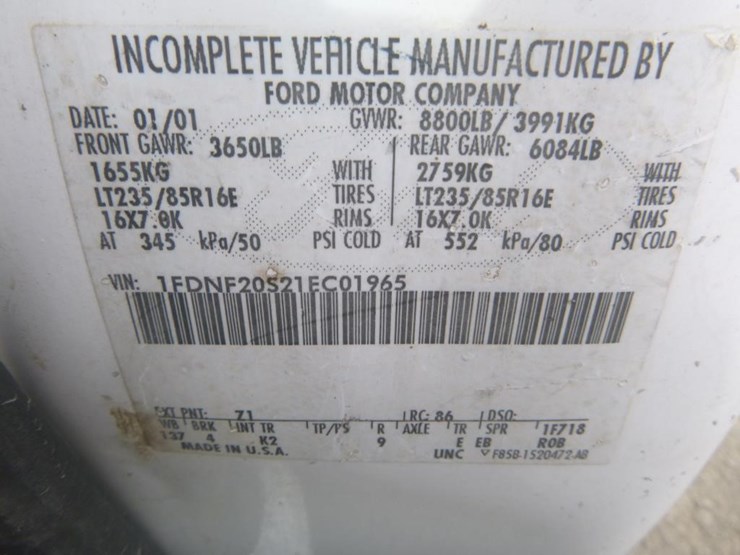 INCOMPLETE VEHICLE MANUFACTURED BY
FORD MOTOR COMPANY
DATE: 01/01 GVWR: 8800LB/3991KG
FRONT GAWR: 3650LB REAR GAWR: 6084LB
1655KG WITH 2759KG WITH
LT235/85R16E TIRES LT235/85R16E TIRES
16X7.0K RIMS 16X7.0K RIMS
AT 345 kPa/50 PSI COLD AT 552 kPa/80 PSI COLD
VIN: 1FDNF20S21EC01965
EXT PNT: Z1 RC: 86 DSO:
WB BRK INT TR TP/PS R AXLE TR SPR 1F718
137 4 K2 9 E EB ROB
MADE IN U.S.A. UNC F85B-1520472-AB